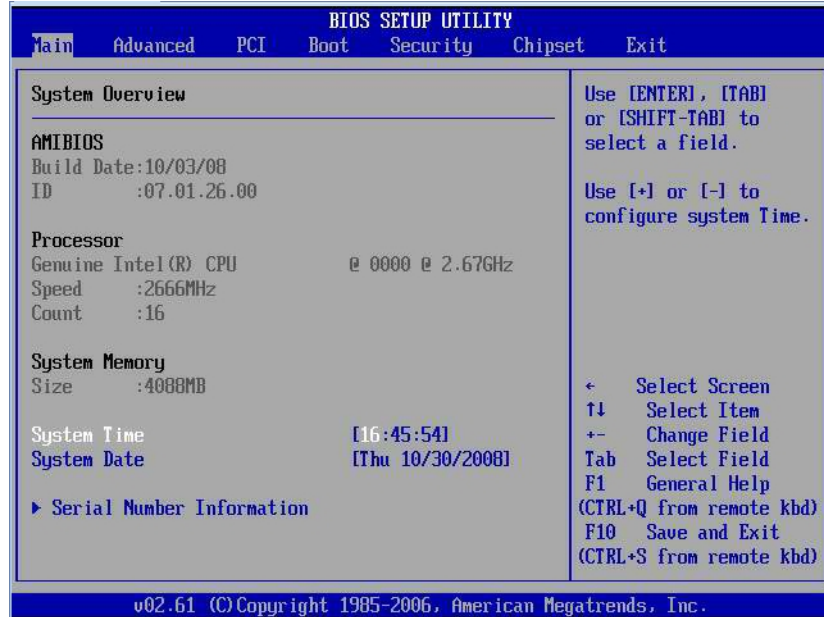 BIOS SETUP UTILITY
Main Advanced PCI Boot Security Chipset Exit
System Overview
AMIBIOS
Build Date:10/03/08
ID :07.01.26.00
Processor
Genuine Intel(R) CPU @ 0000 @ 2.67GHz
Speed :2666MHz
Count :16
System Memory
Size :4088MB
System Time [16:45:54]
System Date [Thu 10/30/2008]
▶ Serial Number Information
Use [ENTER], [TAB]
or [SHIFT-TAB] to
select a field.
Use [+] or [-] to
configure system Time.
← Select Screen
↑↓ Select Item
+- Change Field
Tab Select Field
F1 General Help
(CTRL+Q from remote kbd)
F10 Save and Exit
(CTRL+S from remote kbd)
v02.61 (C)Copyright 1985-2006, American Megatrends, Inc.